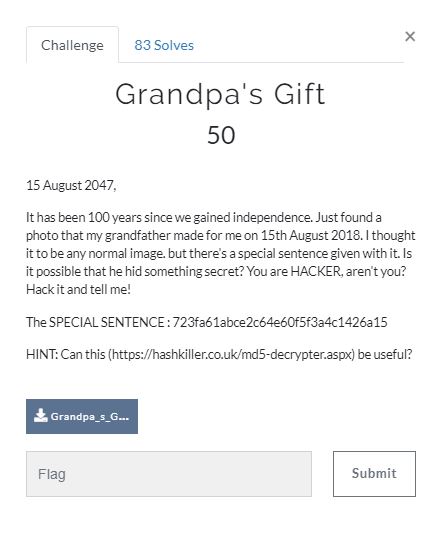 ×
Challenge
83 Solves
Grandpa's Gift
50
15 August 2047,
It has been 100 years since we gained independence. Just found a
photo that my grandfather made for me on 15th August 2018. I thought
it to be any normal image. but there's a special sentence given with it. Is
it possible that he hid something secret? You are HACKER, aren't you?
Hack it and tell me!
The SPECIAL SENTENCE : 723fa61abce2c64e60f5f3a4c1426a15
HINT: Can this (https://hashkiller.co.uk/md5-decrypter.aspx) be useful?
Grandpa_s_G...
Flag
Submit